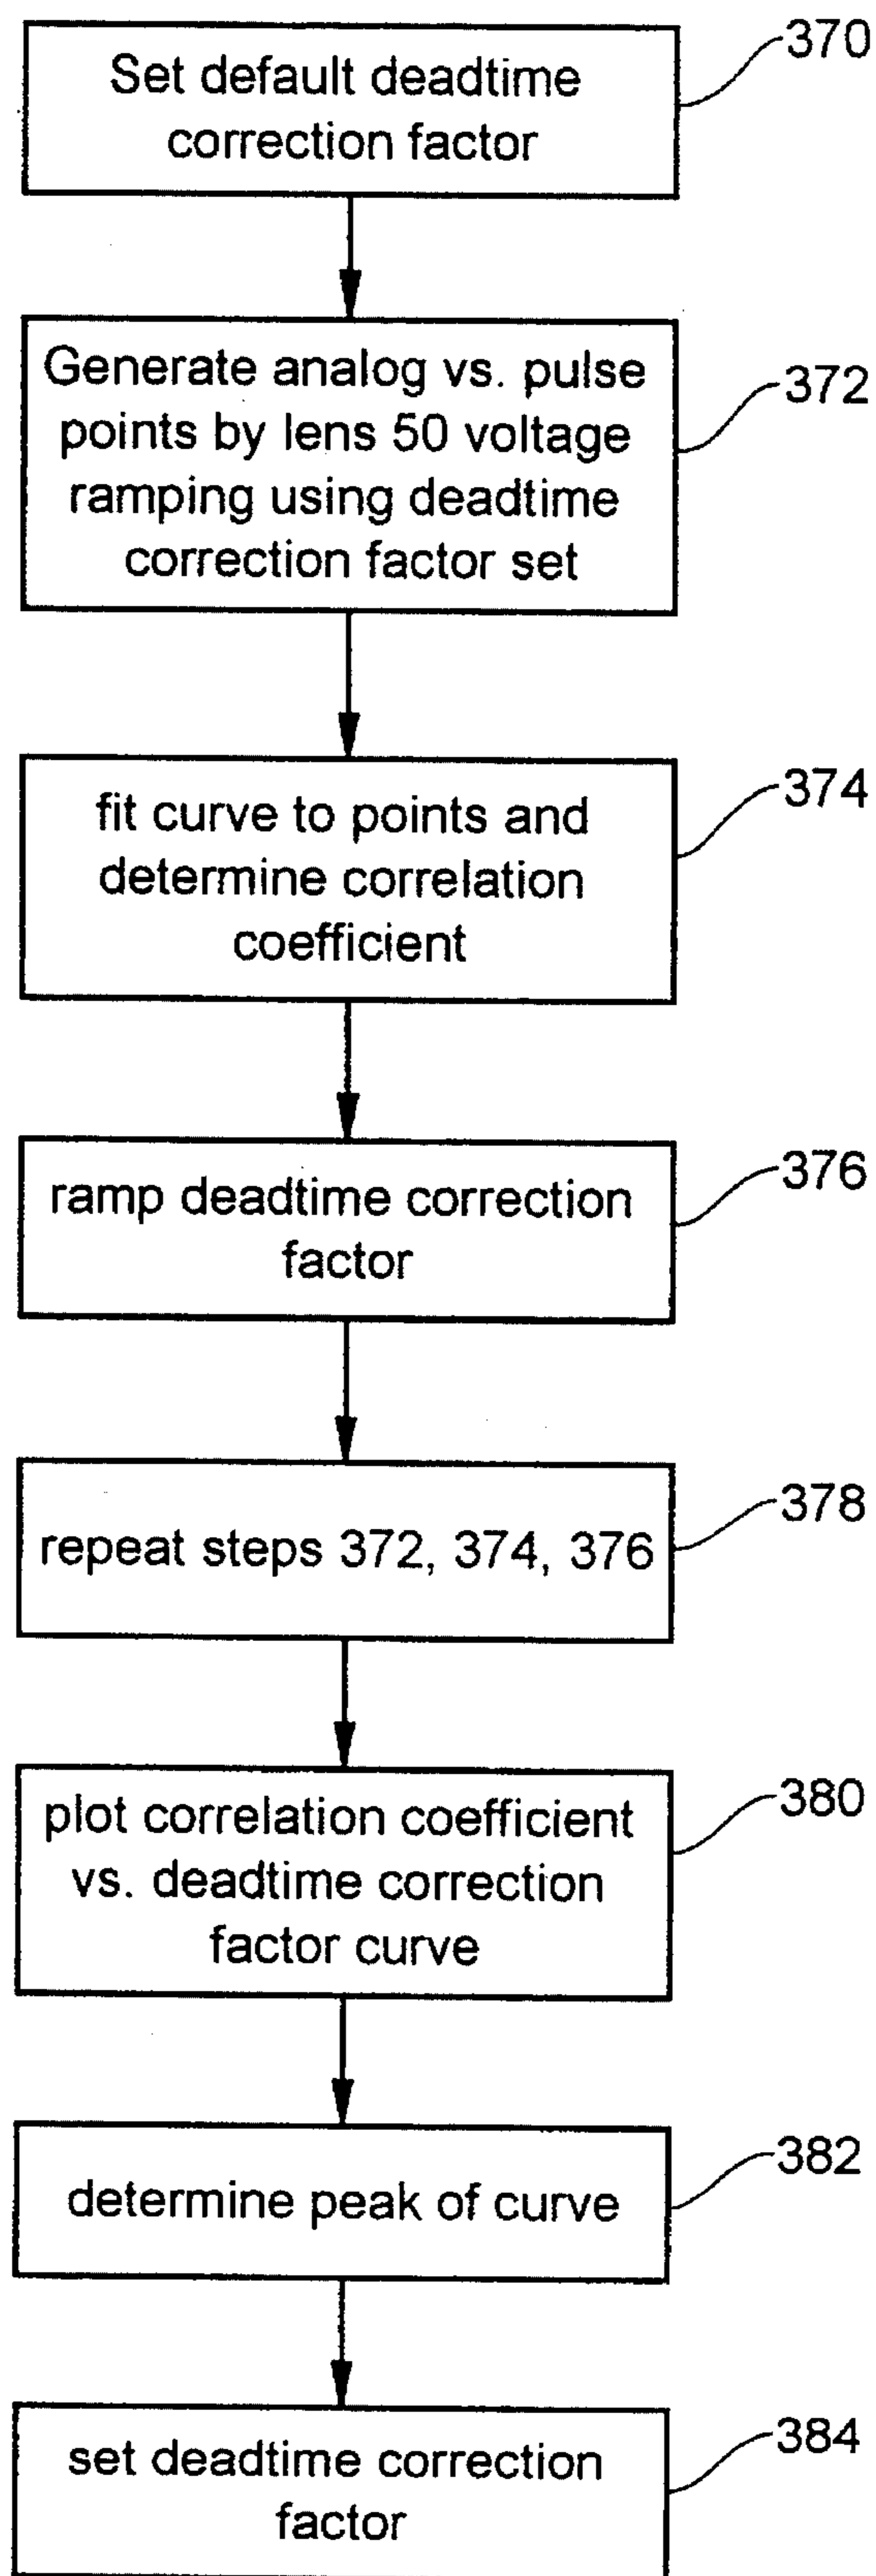 370
Set default deadtime
correction factor
372
Generate analog vs. pulse
points by lens 50 voltage
ramping using deadtime
correction factor set
374
fit curve to points and
determine correlation
coefficient
376
ramp deadtime correction
factor
378
repeat steps 372, 374, 376
380
plot correlation coefficient
vs. deadtime correction
factor curve
382
determine peak of curve
384
set deadtime correction
factor